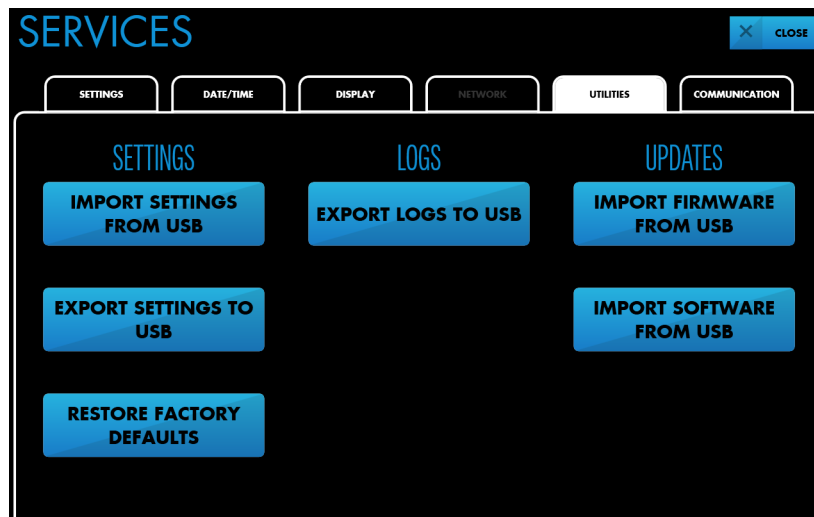 SERVICES
CLOSE
SETTINGS
DATE/TIME
DISPLAY
NETWORK
UTILITIES
COMMUNICATION
SETTINGS
IMPORT SETTINGS
FROM USB
EXPORT SETTINGS TO
USB
RESTORE FACTORY
DEFAULTS
LOGS
EXPORT LOGS TO USB
UPDATES
IMPORT FIRMWARE
FROM USB
IMPORT SOFTWARE
FROM USB